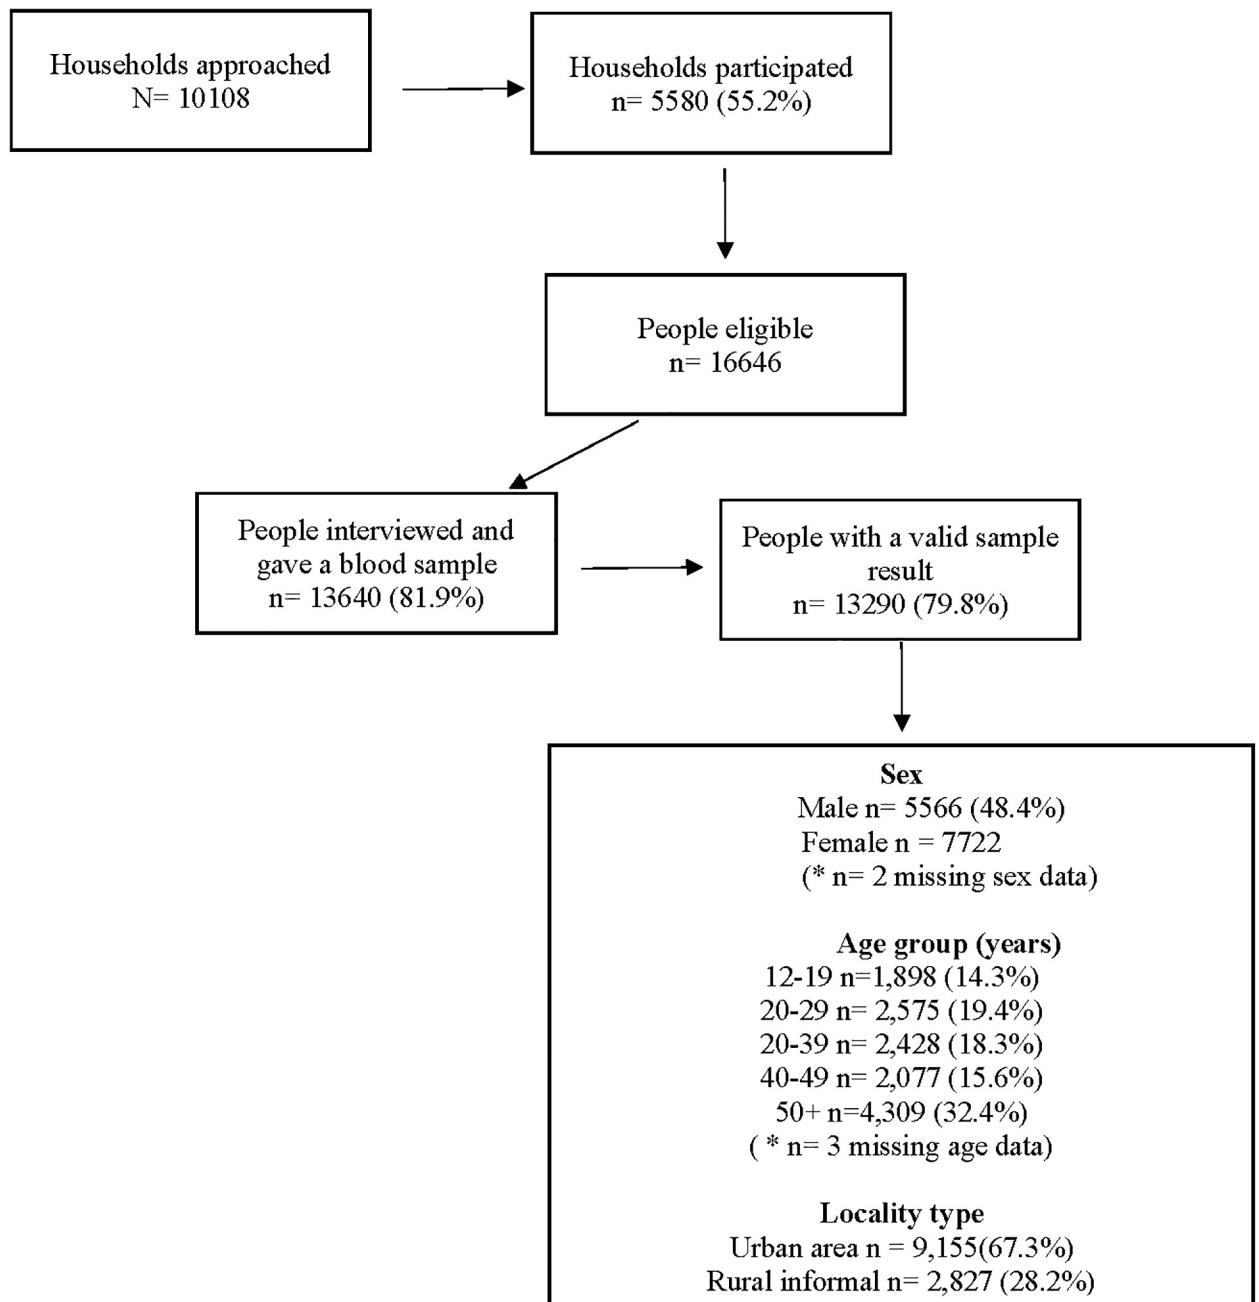 Households approached
N= 10108
Households participated
n= 5580 (55.2%)
People eligible
n= 16646
People interviewed and
gave a blood sample
n= 13640 (81.9%)
People with a valid sample
result
n= 13290 (79.8%)
Sex
Male n= 5566 (48.4%)
Female n = 7722
(* n= 2 missing sex data)
Age group (years)
12-19 n=1,898 (14.3%)
20-29 n= 2,575 (19.4%)
20-39 n= 2,428 (18.3%)
40-49 n= 2,077 (15.6%)
50+ n=4,309 (32.4%)
( * n= 3 missing age data)
Locality type
Urban area n = 9,155(67.3%)
Rural informal n= 2,827 (28.2%)